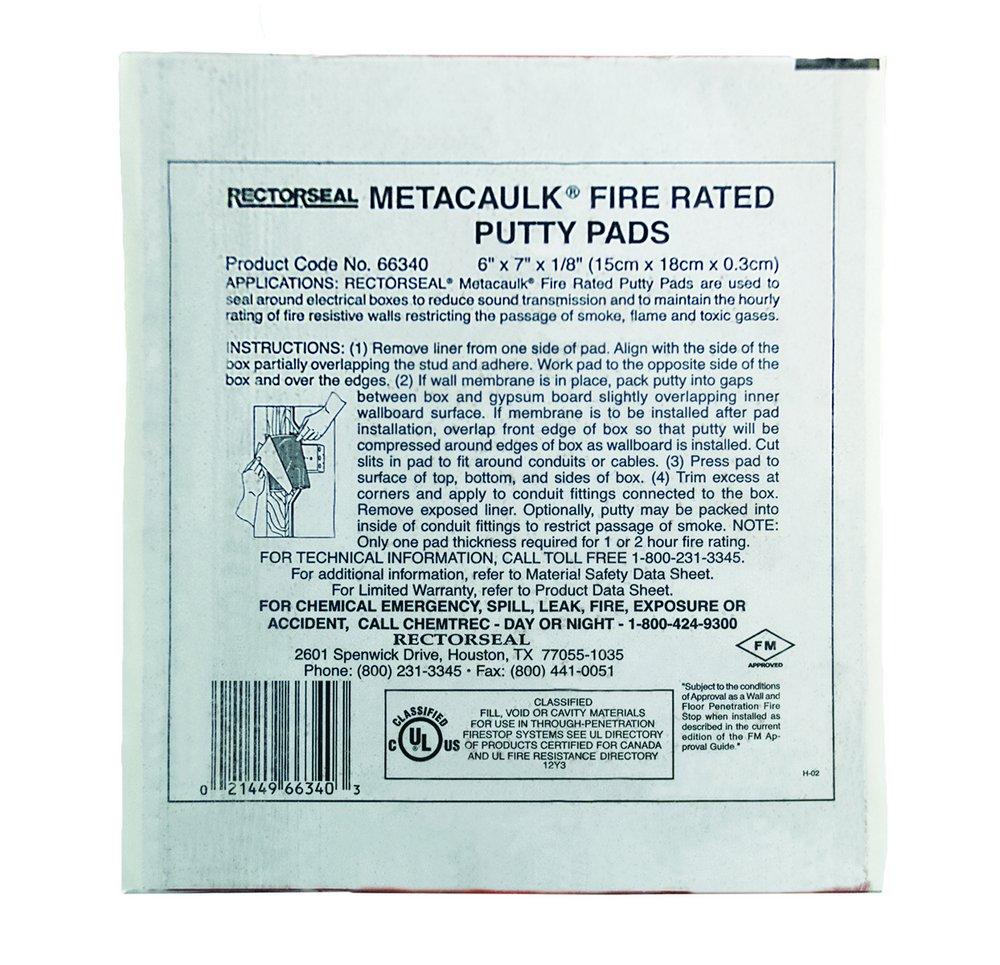 RECTORSEAL METACAULK® FIRE RATED
PUTTY PADS
Product Code No. 66340 6" x 7" x 1/8" (15cm x 18cm x 0.3cm)
APPLICATIONS: RECTORSEAL® Metacaulk® Fire Rated Putty Pads are used to
seal around electrical boxes to reduce sound transmission and to maintain the hourly
rating of fire resistive walls restricting the passage of smoke, flame and toxic gases.
INSTRUCTIONS: (1) Remove liner from one side of pad. Align with the side of the
box partially overlapping the stud and adhere. Work pad to the opposite side of the
box and over the edges. (2) If wall membrane is in place, pack putty into gaps
between box and gypsum board slightly overlapping inner
wallboard surface. If membrane is to be installed after pad
installation, overlap front edge of box so that putty will be
compressed around edges of box as wallboard is installed. Cut
slits in pad to fit around conduits or cables. (3) Press pad to
surface of top, bottom, and sides of box. (4) Trim excess at
corners and apply to conduit fittings connected to the box.
Remove exposed liner. Optionally, putty may be packed into
inside of conduit fittings to restrict passage of smoke. NOTE:
Only one pad thickness required for 1 or 2 hour fire rating.
FOR TECHNICAL INFORMATION, CALL TOLL FREE 1-800-231-3345.
For additional information, refer to Material Safety Data Sheet.
For Limited Warranty, refer to Product Data Sheet.
FOR CHEMICAL EMERGENCY, SPILL, LEAK, FIRE, EXPOSURE OR
ACCIDENT, CALL CHEMTREC - DAY OR NIGHT - 1-800-424-9300
RECTORSEAL
2601 Spenwick Drive, Houston, TX 77055-1035
Phone: (800) 231-3345 • Fax: (800) 441-0051
FM
APPROVED
"Subject to the conditions
of Approval as a Wall and
Floor Penetration Fire
Stop when installed as
described in the current
edition of the FM Ap-
proval Guide."
CLASSIFIED
C UL® US
CLASSIFIED
FILL, VOID OR CAVITY MATERIALS
FOR USE IN THROUGH-PENETRATION
FIRESTOP SYSTEMS SEE UL DIRECTORY
OF PRODUCTS CERTIFIED FOR CANADA
AND UL FIRE RESISTANCE DIRECTORY
12Y3
H-02
0 21449 66340 3